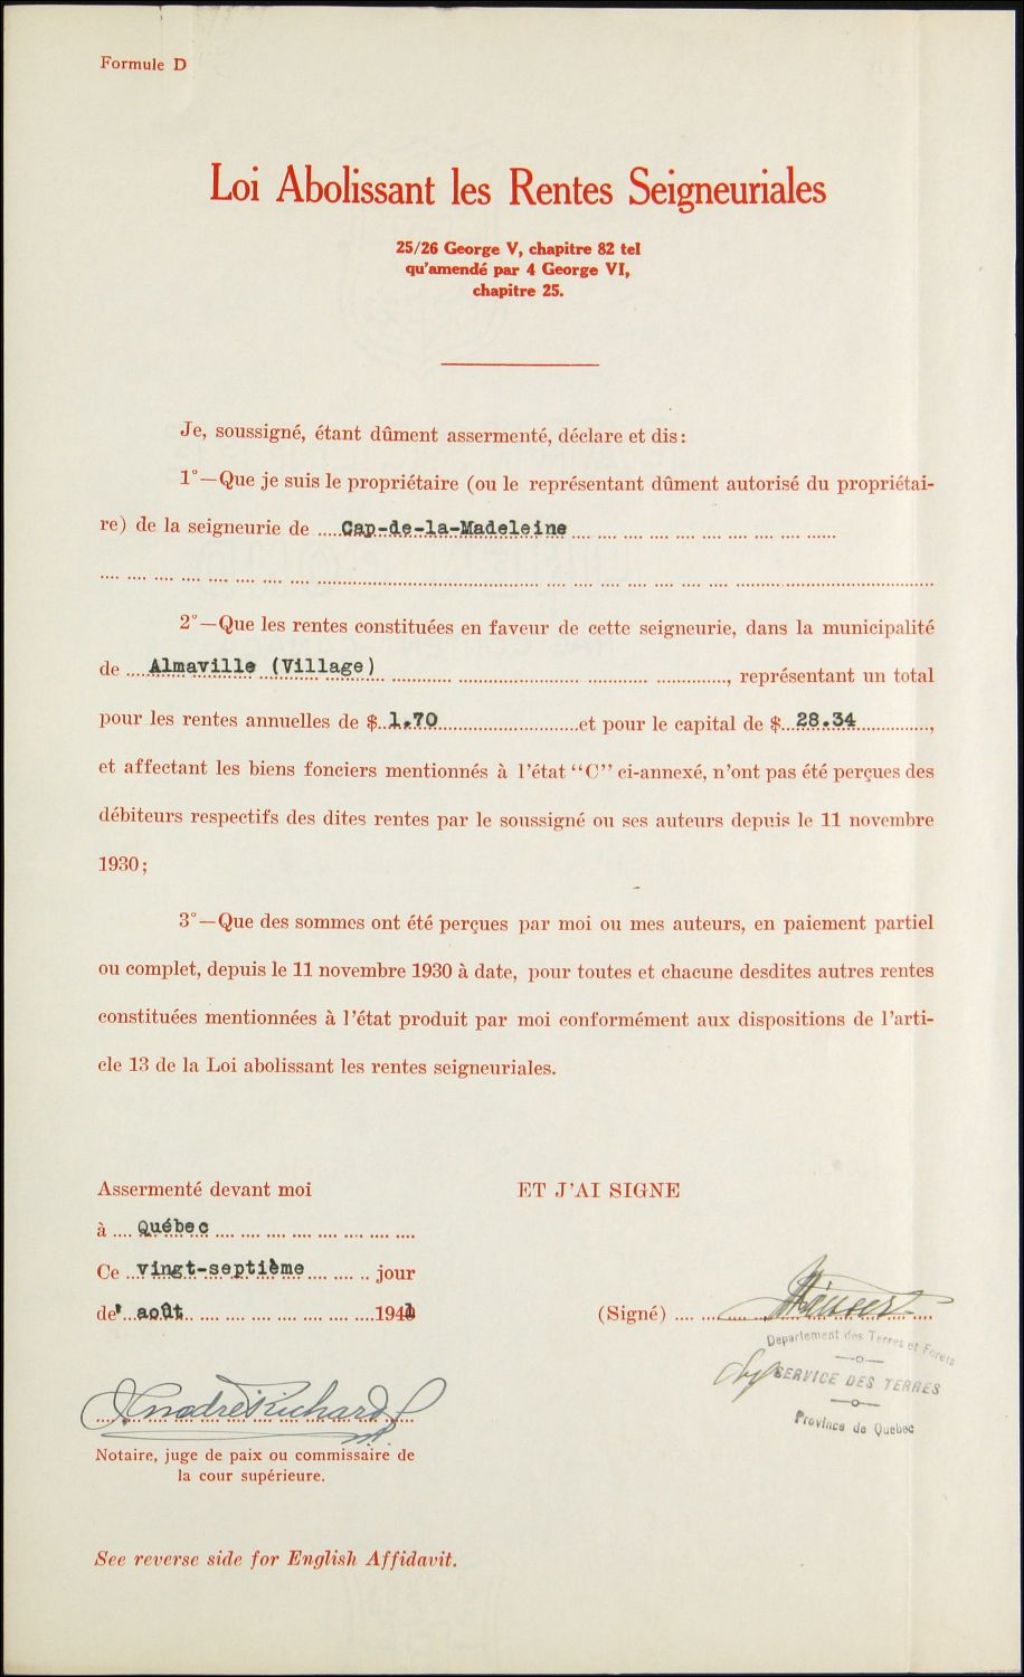 Formule D
Loi Abolissant les Rentes Seigneuriales
25/26 George V, chapitre 82 tel
qu'amendé par 4 George VI,
chapitre 25.
Je, soussigné, étant dûment assermenté, déclare et dis:
1°—Que je suis le propriétaire (ou le représentant dûment autorisé du propriétai-
re) de la seigneurie de .....Cap-de-la-Madeleine .... .... .... .... .... .... .... .... .... ......
2°—Que les rentes constituées en faveur de cette seigneurie, dans la municipalité
de ....Almaville (Village) ............................................................, représentant un total
pour les rentes annuelles de $..1.70.............................et pour le capital de $...28.34..............,
et affectant les biens fonciers mentionnés à l'état "C" ci-annexé, n'ont pas été perçues des
débiteurs respectifs des dites rentes par le soussigné ou ses auteurs depuis le 11 novembre
1930;
3°—Que des sommes ont été perçues par moi ou mes auteurs, en paiement partiel
ou complet, depuis le 11 novembre 1930 à date, pour toutes et chacune desdites autres rentes
constituées mentionnées à l'état produit par moi conformément aux dispositions de l'arti-
cle 13 de la Loi abolissant les rentes seigneuriales.
Assermenté devant moi
ET J'AI SIGNE
à .... Québec .... .... .... .... .... .... .... ....
Ce ...vingt-septième.... .... .. jour
de' ...août.. .... .... .... .... .... .... ....1941
(Signé) .... ....
Departement des Terres et Forets
SERVICE DES TERRES
Province de Quebec
André Richard
Notaire, juge de paix ou commissaire de
la cour supérieure.
See reverse side for English Affidavit.